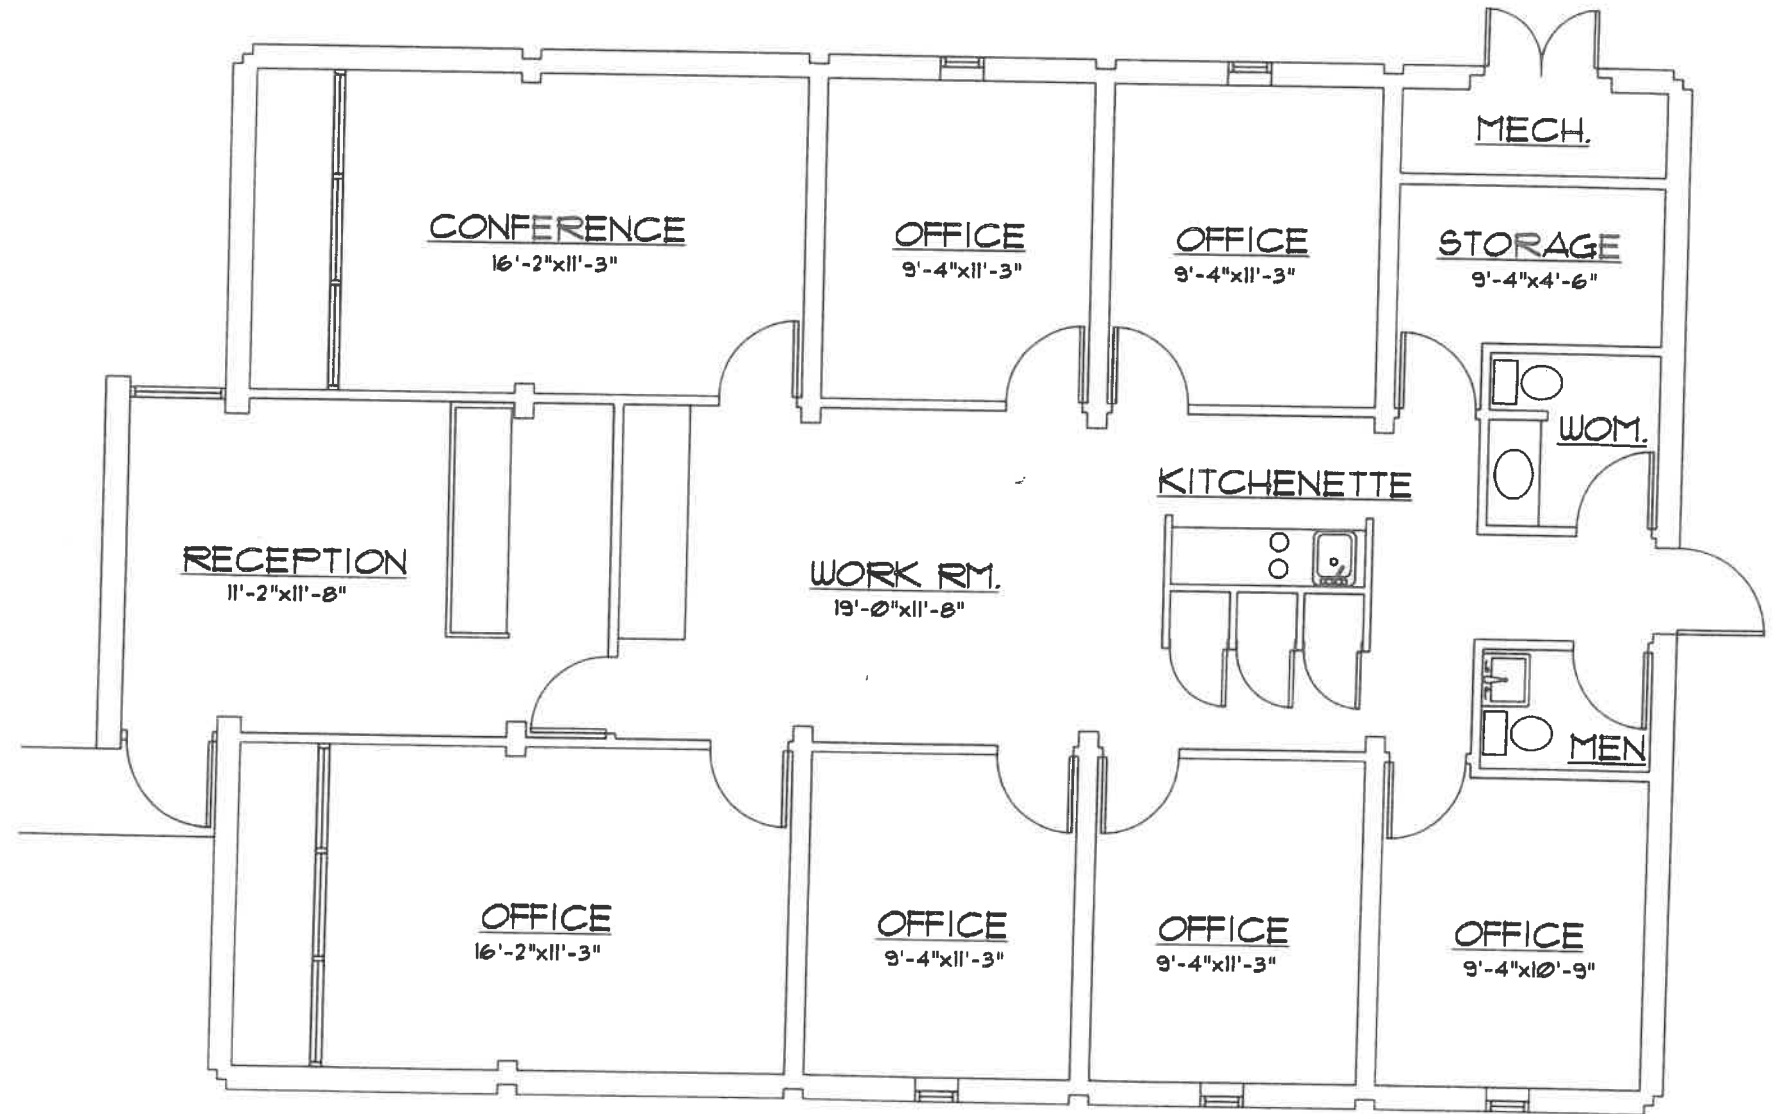 MECH.
CONFERENCE
16'-2"x11'-3"
OFFICE
9'-4"x11'-3"
OFFICE
9'-4"x11'-3"
STORAGE
9'-4"x4'-6"
WOM.
KITCHENETTE
RECEPTION
11'-2"x11'-8"
WORK RM.
19'-0"x11'-8"
MEN
OFFICE
16'-2"x11'-3"
OFFICE
9'-4"x11'-3"
OFFICE
9'-4"x11'-3"
OFFICE
9'-4"x10'-9"